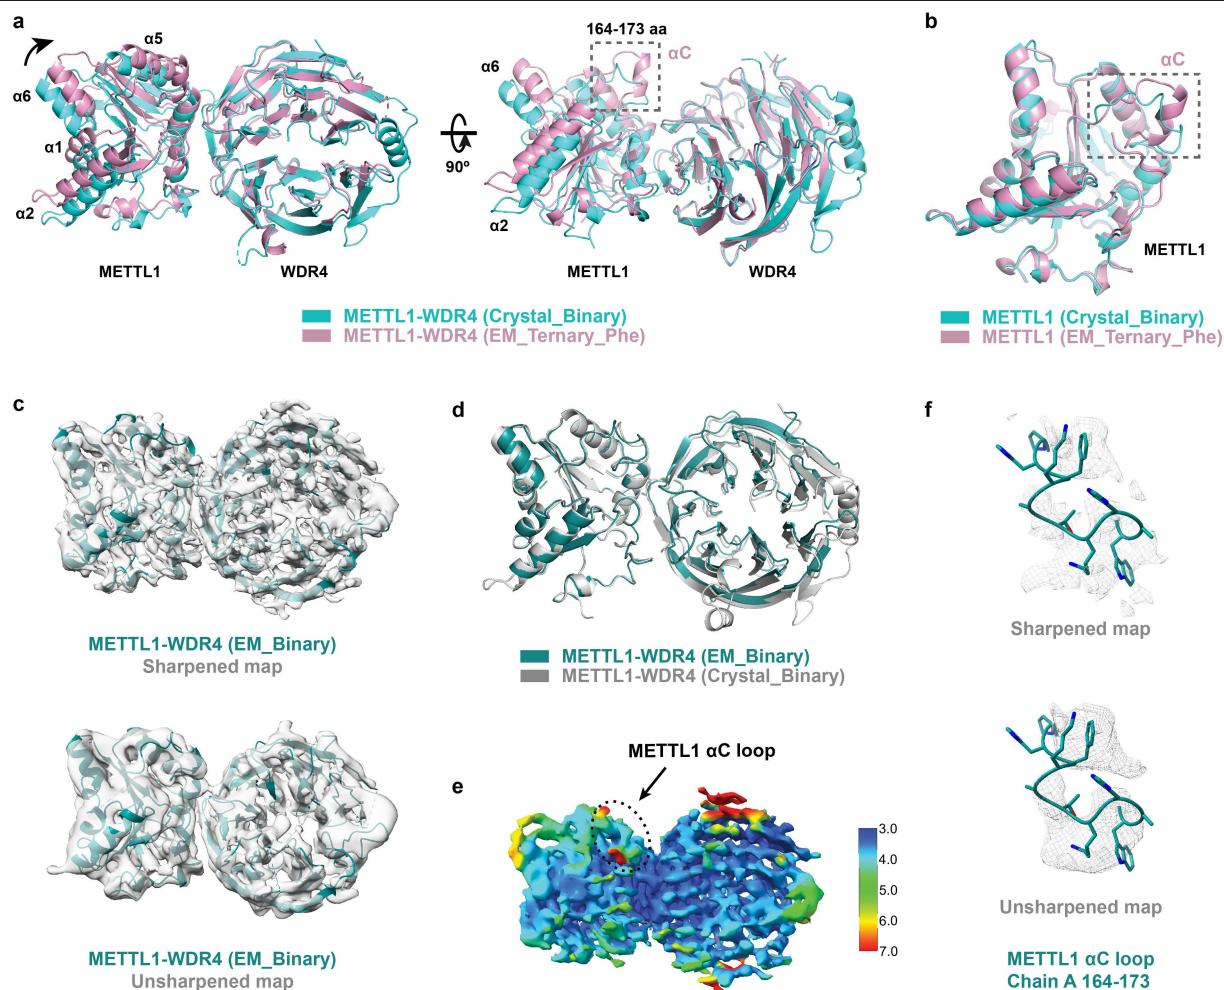 a
b
α5
164-173 aa
αC
α6
α6
αC
α1
90º
α2
α2
METTL1
WDR4
METTL1
WDR4
METTL1
METTL1-WDR4 (Crystal_Binary)
METTL1-WDR4 (EM_Ternary_Phe)
METTL1 (Crystal_Binary)
METTL1 (EM_Ternary_Phe)
c
d
f
METTL1-WDR4 (EM_Binary)
Sharpened map
METTL1-WDR4 (EM_Binary)
METTL1-WDR4 (Crystal_Binary)
Sharpened map
e
METTL1 αC loop
3.0
4.0
5.0
6.0
7.0
METTL1-WDR4 (EM_Binary)
Unsharpened map
Unsharpened map
METTL1 αC loop
Chain A 164-173